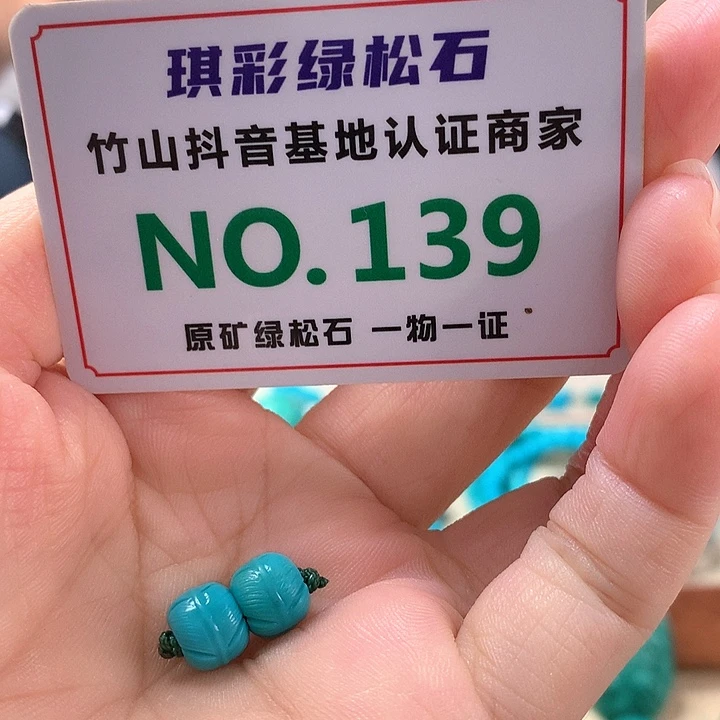 琪彩绿松石
竹山抖音基地认证商家
NO.139
原矿绿松石 一物一证